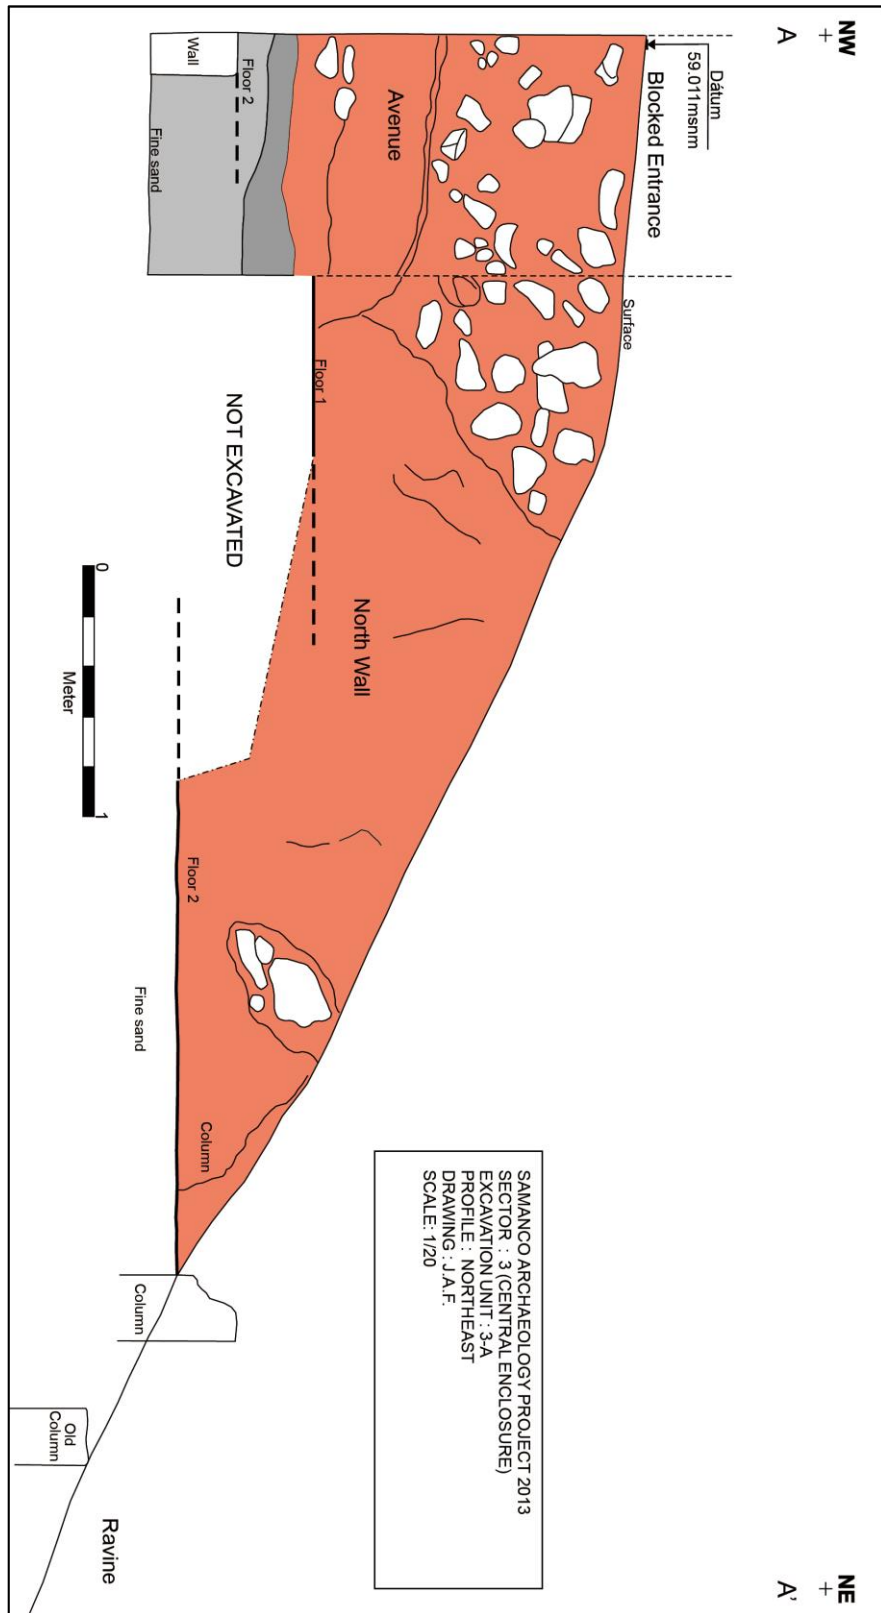 NW
+
A
NE
+
A'
Dátum
59.011msnm
Blocked Entrance
Surface
Avenue
Floor 1
North Wall
Floor 2
Wall
Fine sand
NOT EXCAVATED
0
1
Meter
Floor 2
Fine sand
Column
Column
Old
Column
Ravine
SAMANCO ARCHAEOLOGY PROJECT 2013
SECTOR : 3 (CENTRAL ENCLOSURE)
EXCAVATION UNIT : 3-A
PROFILE : NORTHEAST
DRAWING : J.A.F.
SCALE: 1/20